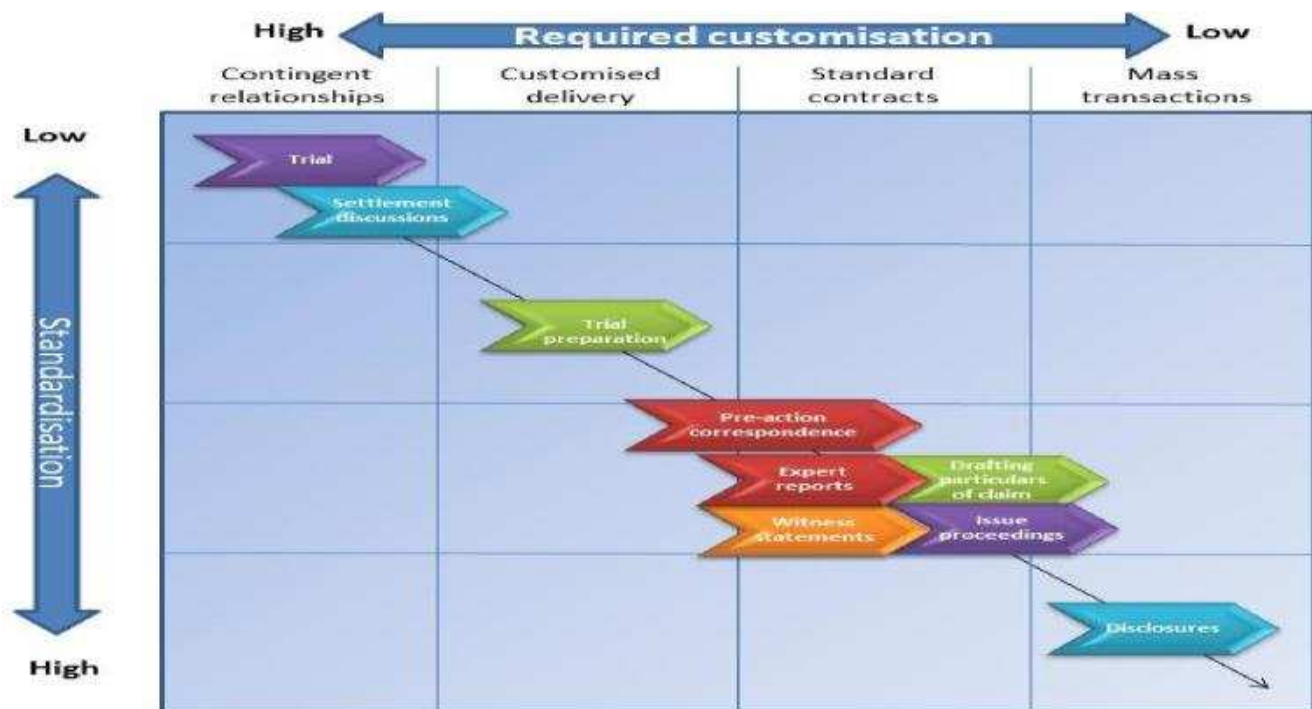 High
Required customisation
Low
Contingent
relationships
Customised
delivery
Standard
contracts
Mass
transactions
Low
Standardisation
High
Trial
Settlement
discussions
Trial
preparation
Pre-action
correspondence
Expert
reports
Drafting
particulars
of claim
Witness
statements
Issue
proceedings
Disclosures